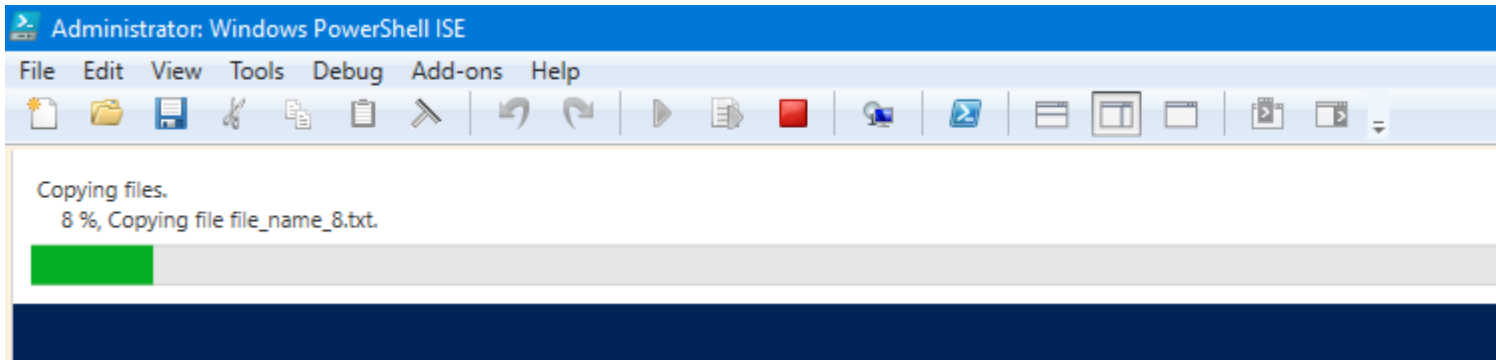 Administrator: Windows PowerShell ISE
File Edit View Tools Debug Add-ons Help
Copying files.
8 %, Copying file file_name_8.txt.